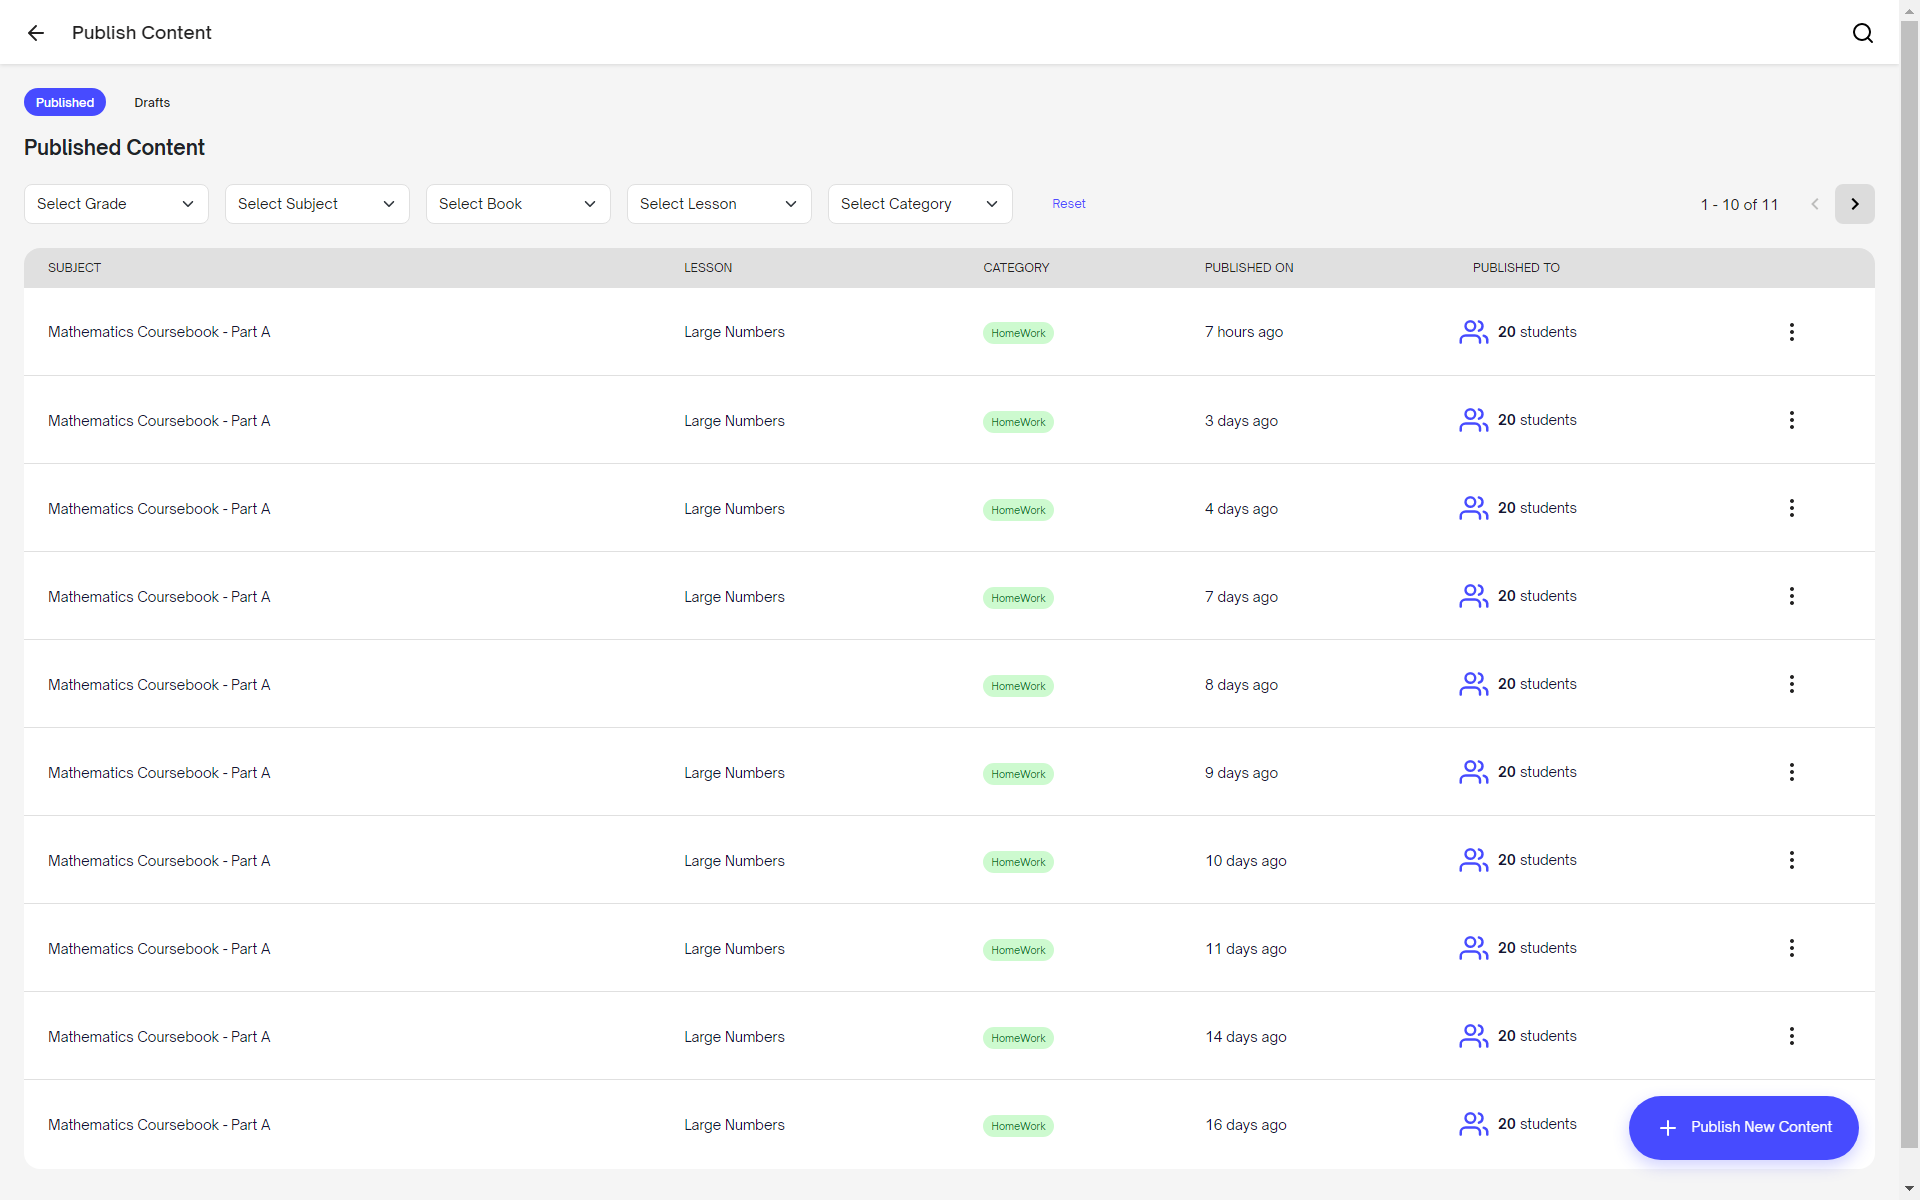 Publish Content
Published Drafts
Published Content
Select Grade Select Subject Select Book Select Lesson Select Category Reset 1 - 10 of 11
SUBJECT LESSON CATEGORY PUBLISHED ON PUBLISHED TO
Mathematics Coursebook - Part A Large Numbers HomeWork 7 hours ago 20 students
Mathematics Coursebook - Part A Large Numbers HomeWork 3 days ago 20 students
Mathematics Coursebook - Part A Large Numbers HomeWork 4 days ago 20 students
Mathematics Coursebook - Part A Large Numbers HomeWork 7 days ago 20 students
Mathematics Coursebook - Part A HomeWork 8 days ago 20 students
Mathematics Coursebook - Part A Large Numbers HomeWork 9 days ago 20 students
Mathematics Coursebook - Part A Large Numbers HomeWork 10 days ago 20 students
Mathematics Coursebook - Part A Large Numbers HomeWork 11 days ago 20 students
Mathematics Coursebook - Part A Large Numbers HomeWork 14 days ago 20 students
Mathematics Coursebook - Part A Large Numbers HomeWork 16 days ago 20 students
Publish New Content